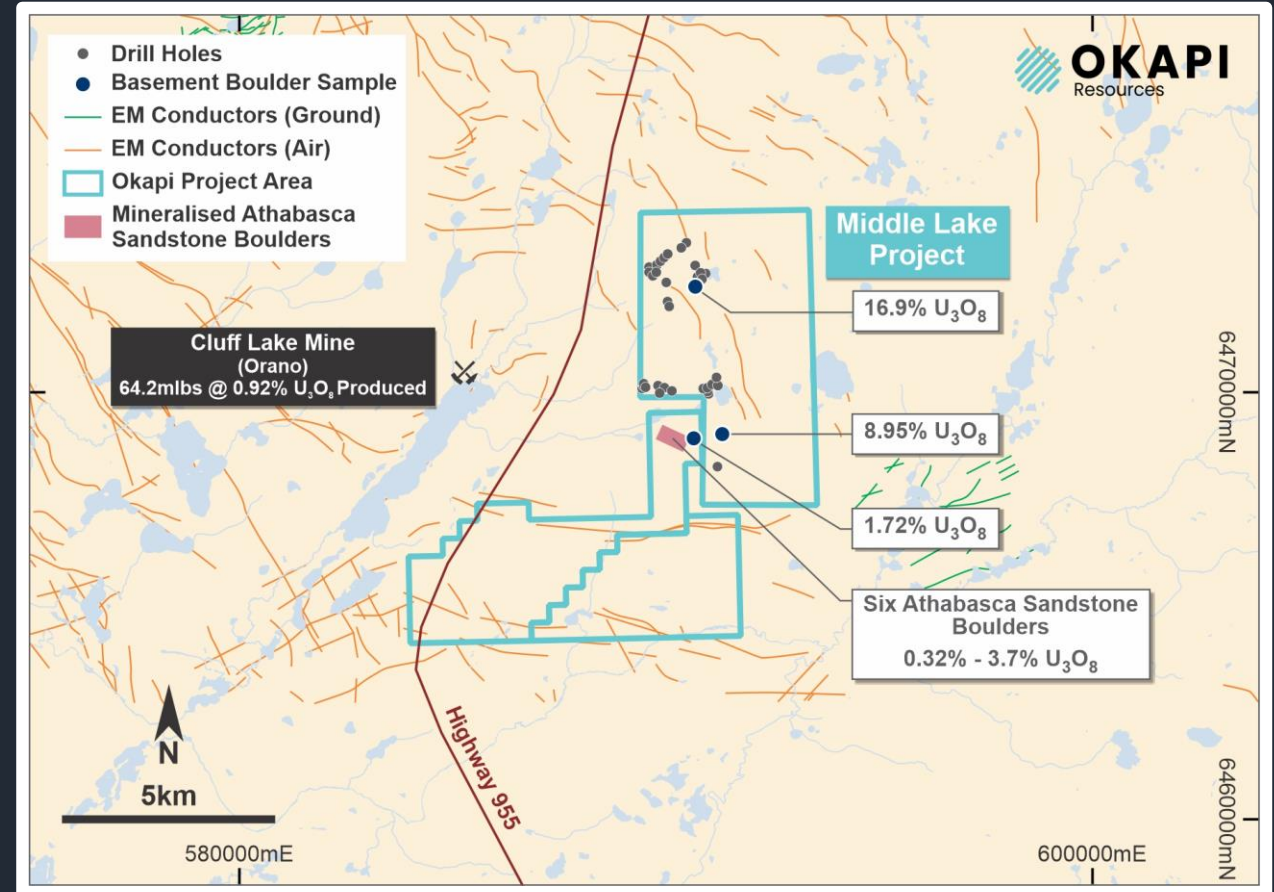 Drill Holes
Basement Boulder Sample
EM Conductors (Ground)
EM Conductors (Air)
Okapi Project Area
Mineralised Athabasca
Sandstone Boulders
OKAPI
Resources
Middle Lake
Project
16.9% U₃O₈
Cluff Lake Mine
(Orano)
64.2mlbs @ 0.92% U₃O₈ Produced
6470000mN
8.95% U₃O₈
1.72% U₃O₈
Six Athabasca Sandstone
Boulders
0.32% - 3.7% U₃O₈
Highway 955
N
5km
6460000mN
580000mE
600000mE